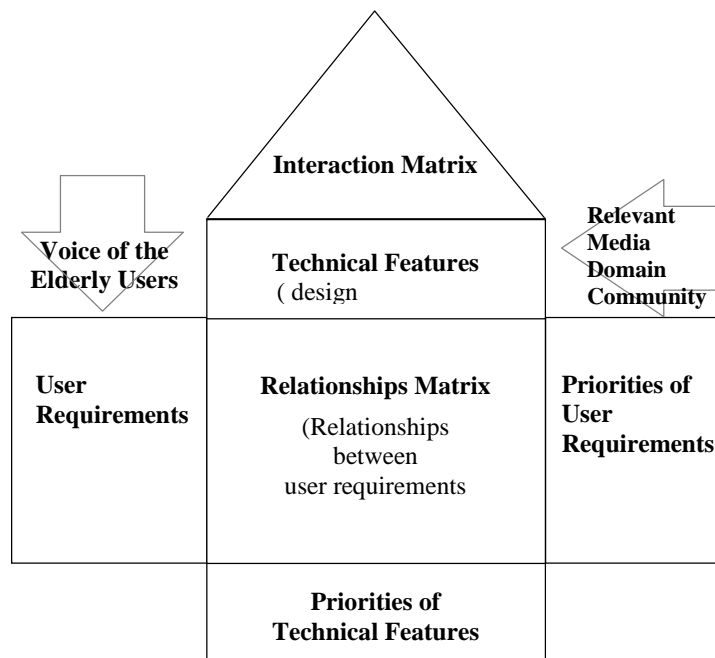 Interaction Matrix
Voice of the
Elderly Users
Technical Features
( design
Relevant
Media
Domain
Community
User
Requirements
Relationships Matrix
(Relationships
between
user requirements
Priorities of
User
Requirements
Priorities of
Technical Features